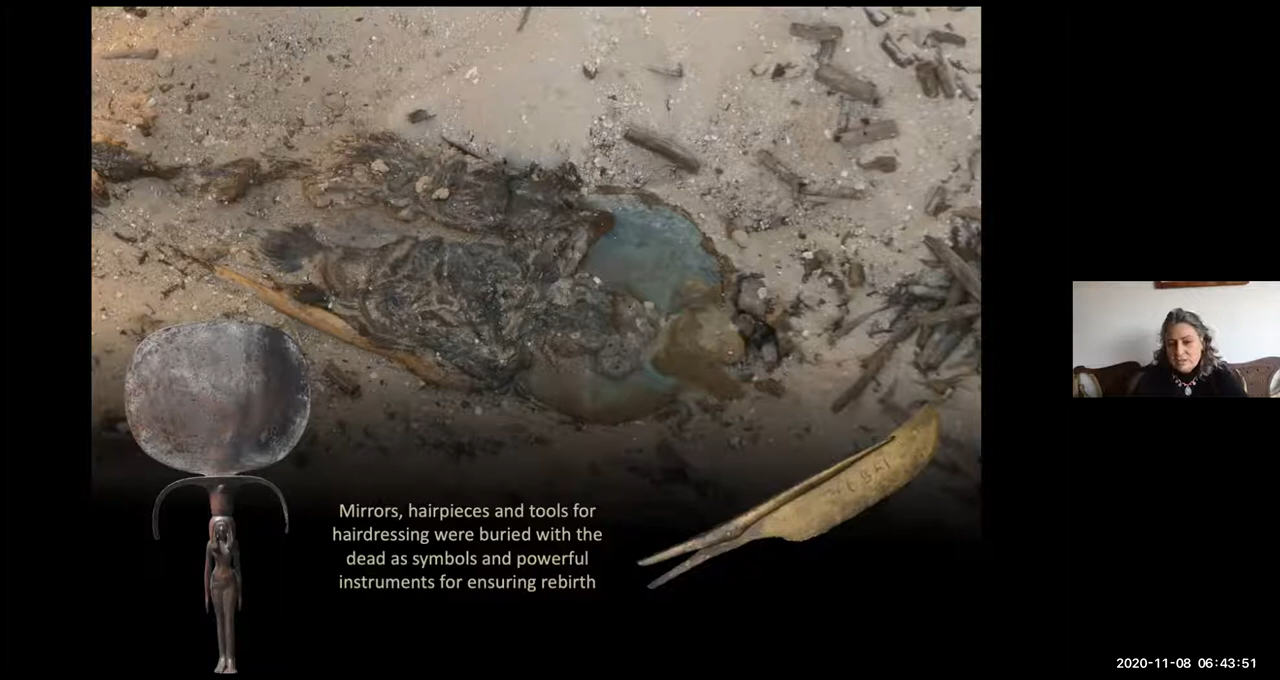 Mirrors, hairpieces and tools for
hairdressing were buried with the
dead as symbols and powerful
instruments for ensuring rebirth
2020-11-08 06:43:51